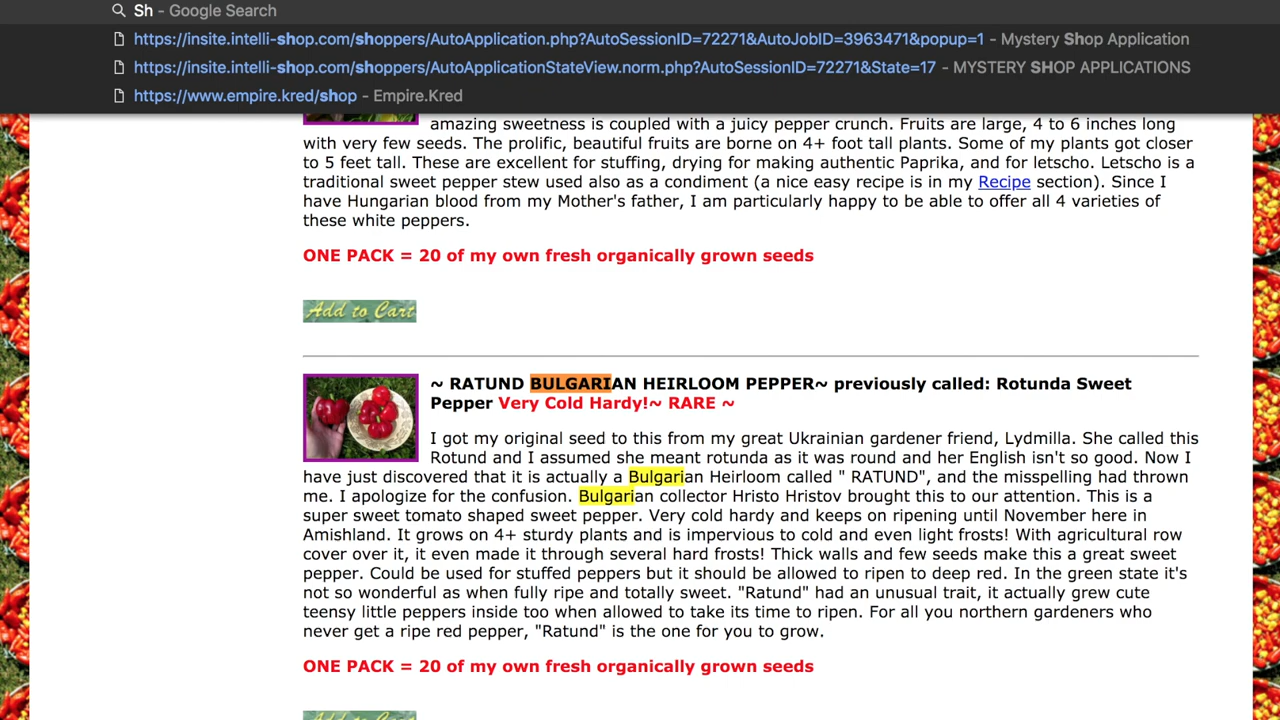 Sh - Google Search
https://insite.intelli-shop.com/shoppers/AutoApplication.php?AutoSessionID=72271&AutoJobID=3963471&popup=1 - Mystery Shop Application
https://insite.intelli-shop.com/shoppers/AutoApplicationStateView.norm.php?AutoSessionID=72271&State=17 - MYSTERY SHOP APPLICATIONS
https://www.empire.kred/shop - Empire.Kred
amazing sweetness is coupled with a juicy pepper crunch. Fruits are large, 4 to 6 inches long
with very few seeds. The prolific, beautiful fruits are borne on 4+ foot tall plants. Some of my plants got closer
to 5 feet tall. These are excellent for stuffing, drying for making authentic Paprika, and for letscho. Letscho is a
traditional sweet pepper stew used also as a condiment (a nice easy recipe is in my Recipe section). Since I
have Hungarian blood from my Mother's father, I am particularly happy to be able to offer all 4 varieties of
these white peppers.
ONE PACK = 20 of my own fresh organically grown seeds
Add to Cart
~ RATUND BULGARIAN HEIRLOOM PEPPER~ previously called: Rotunda Sweet
Pepper Very Cold Hardy!~ RARE ~
I got my original seed to this from my great Ukrainian gardener friend, Lydmilla. She called this
Rotund and I assumed she meant rotunda as it was round and her English isn't so good. Now I
have just discovered that it is actually a Bulgarian Heirloom called " RATUND", and the misspelling had thrown
me. I apologize for the confusion. Bulgarian collector Hristo Hristov brought this to our attention. This is a
super sweet tomato shaped sweet pepper. Very cold hardy and keeps on ripening until November here in
Amishland. It grows on 4+ sturdy plants and is impervious to cold and even light frosts! With agricultural row
cover over it, it even made it through several hard frosts! Thick walls and few seeds make this a great sweet
pepper. Could be used for stuffed peppers but it should be allowed to ripen to deep red. In the green state it's
not so wonderful as when fully ripe and totally sweet. "Ratund" had an unusual trait, it actually grew cute
teensy little peppers inside too when allowed to take its time to ripen. For all you northern gardeners who
never get a ripe red pepper, "Ratund" is the one for you to grow.
ONE PACK = 20 of my own fresh organically grown seeds
Add to Cart